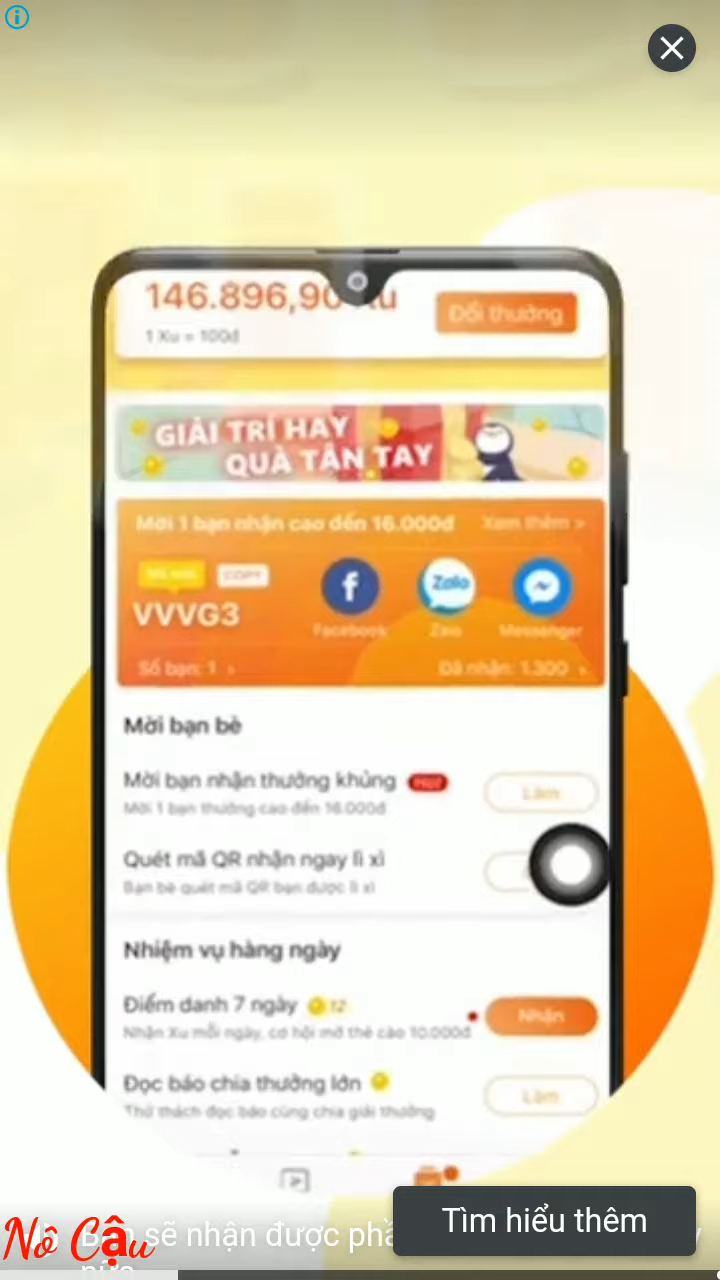 146.896,90 Xu
Đổi thưởng
1 Xu = 100đ
GIẢI TRÍ HAY
QUÀ TẬN TAY
Mời 1 bạn nhận cao đến 16.000đ
Xem thêm >
COPY
VVVG3
f
Zalo
Facebook
Zalo
Messenger
Số bạn: 1 >
Đã nhận: 1.300 >
Mời bạn bè
Mời bạn nhận thưởng khủng Hot
Làm
Mời 1 bạn thưởng cao đến 16.000đ
Quét mã QR nhận ngay lì xì
Bạn bè quét mã QR bạn được lì xì
Nhiệm vụ hàng ngày
Điểm danh 7 ngày 12
Nhận
Nhận Xu mỗi ngày, cơ hội mở thẻ cào 10.000đ
Đọc báo chia thưởng lớn
Làm
Thử thách đọc báo cùng chia giải thưởng
Tìm hiểu thêm
Nô Cậu
sẽ nhận được